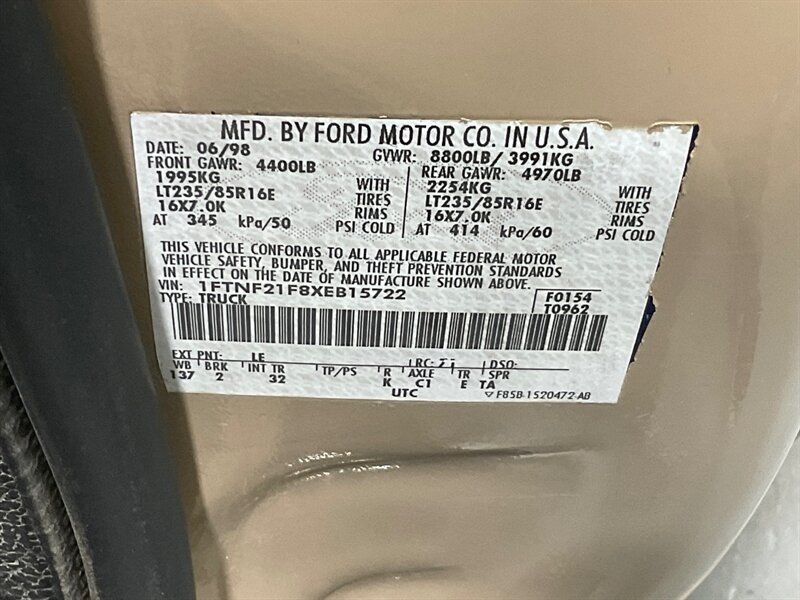 MFD. BY FORD MOTOR CO. IN U.S.A.
DATE: 06/98 GVWR: 8800LB/ 3991KG
FRONT GAWR: 4400LB REAR GAWR: 4970LB
1995KG WITH 2254KG WITH
LT235/85R16E TIRES LT235/85R16E TIRES
16X7.0K RIMS 16X7.0K RIMS
AT 345 kPa/50 PSI COLD AT 414 kPa/60 PSI COLD
THIS VEHICLE CONFORMS TO ALL APPLICABLE FEDERAL MOTOR
VEHICLE SAFETY, BUMPER, AND THEFT PREVENTION STANDARDS
IN EFFECT ON THE DATE OF MANUFACTURE SHOWN ABOVE.
VIN: 1FTNF21F8XEB15722 F0154
TYPE: TRUCK T0962
EXT PNT: LE RC: DSO:
WB BRK INT TR TP/PS R AXLE TR SPR
137 2 32 K C1 E TA
UTC F85B-1520472-AB